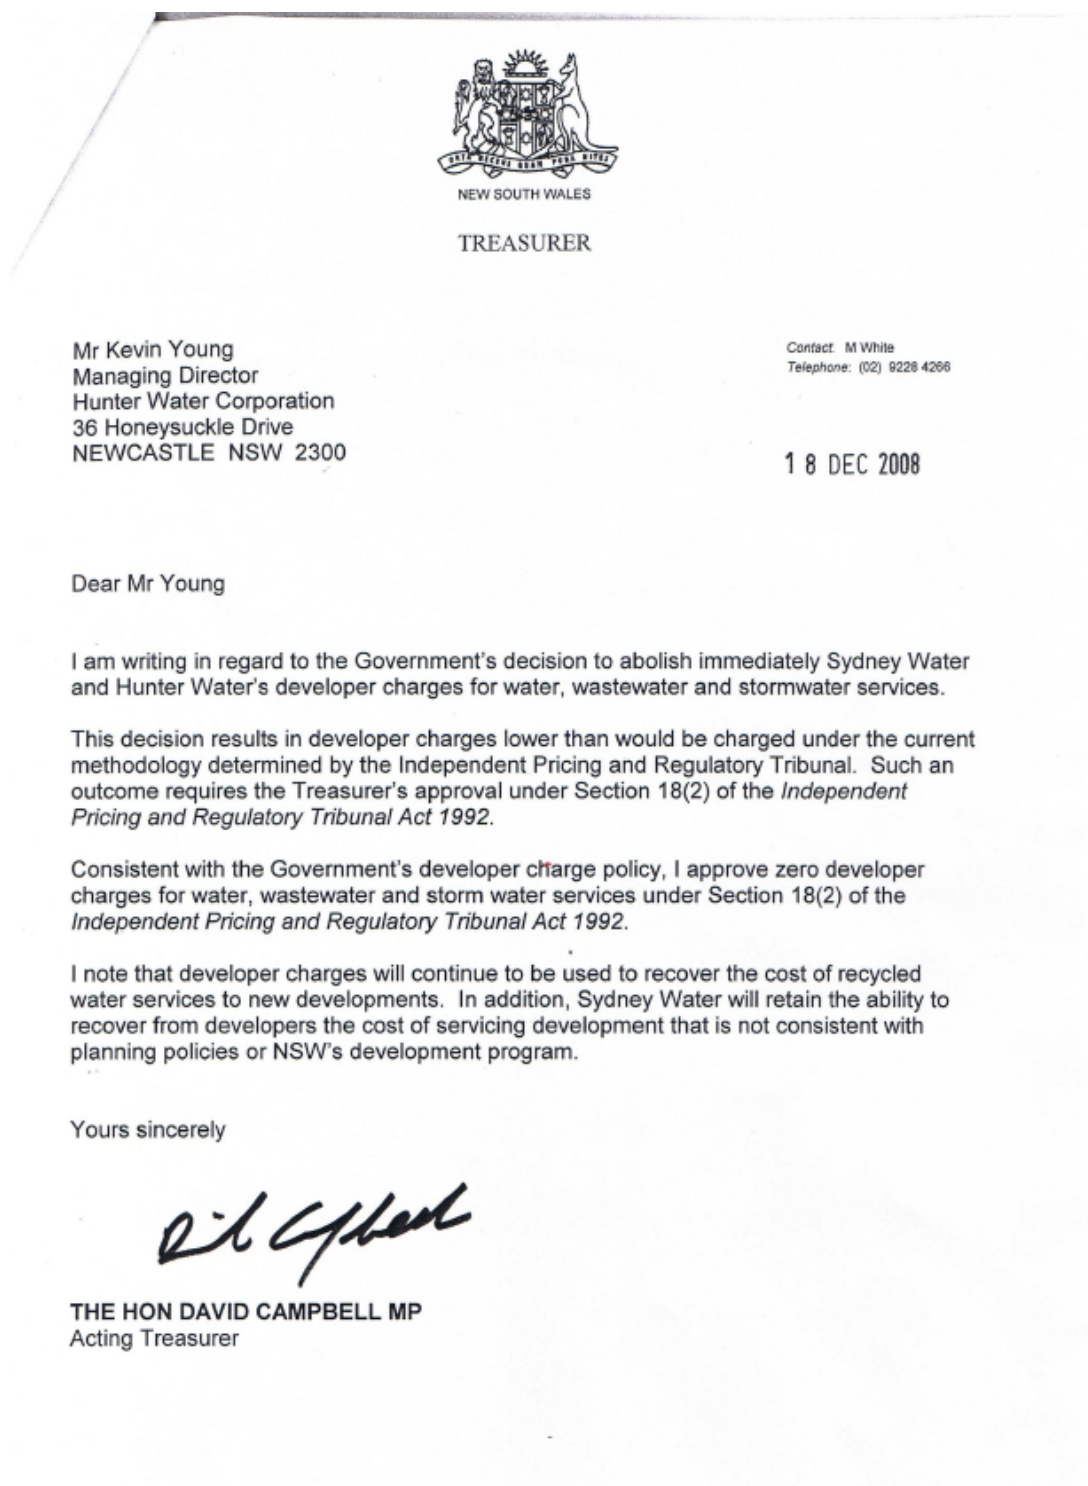 NEW SOUTH WALES
TREASURER
Mr Kevin Young
Managing Director
Hunter Water Corporation
36 Honeysuckle Drive
NEWCASTLE NSW 2300
Contact: M White
Telephone: (02) 9228 4266
18 DEC 2008
Dear Mr Young
I am writing in regard to the Government's decision to abolish immediately Sydney Water
and Hunter Water's developer charges for water, wastewater and stormwater services.
This decision results in developer charges lower than would be charged under the current
methodology determined by the Independent Pricing and Regulatory Tribunal. Such an
outcome requires the Treasurer's approval under Section 18(2) of the Independent
Pricing and Regulatory Tribunal Act 1992.
Consistent with the Government's developer charge policy, I approve zero developer
charges for water, wastewater and storm water services under Section 18(2) of the
Independent Pricing and Regulatory Tribunal Act 1992.
I note that developer charges will continue to be used to recover the cost of recycled
water services to new developments. In addition, Sydney Water will retain the ability to
recover from developers the cost of servicing development that is not consistent with
planning policies or NSW's development program.
Yours sincerely
THE HON DAVID CAMPBELL MP
Acting Treasurer